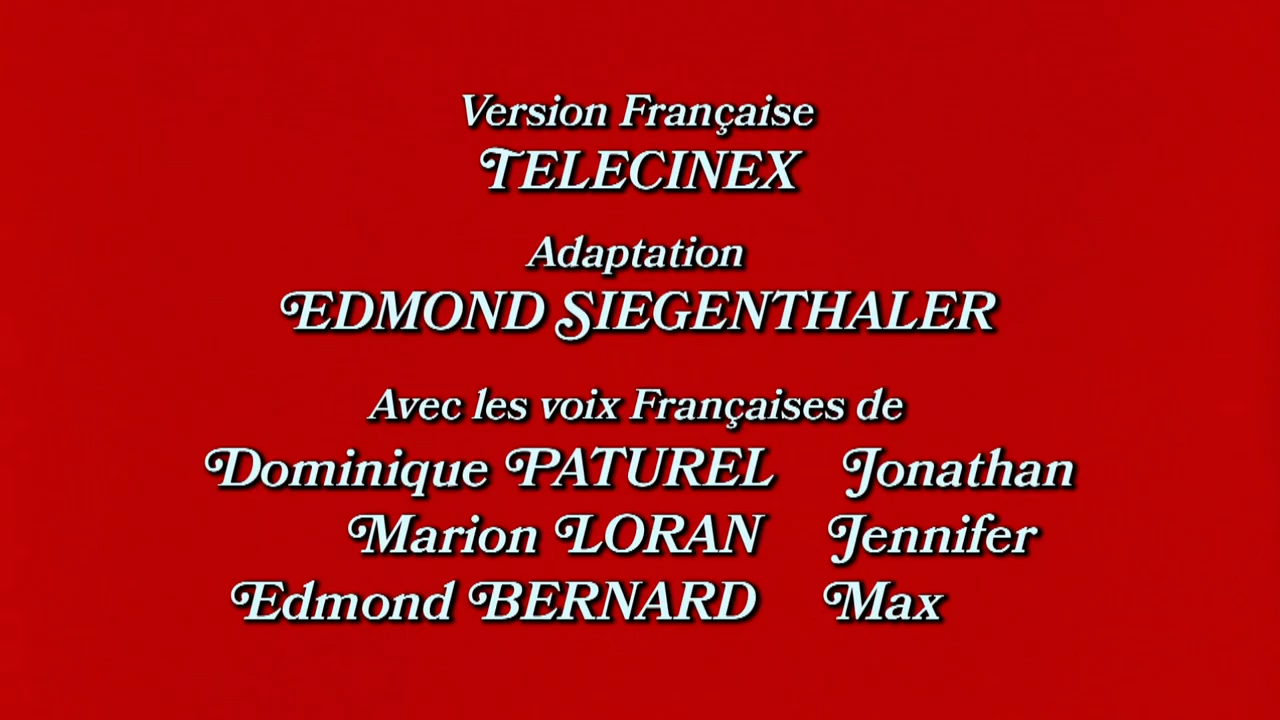 Version Française
TELECINEX
Adaptation
EDMOND SIEGENTHALER
Avec les voix Françaises de
Dominique PATUREL Jonathan
Marion LORAN Jennifer
Edmond BERNARD Max